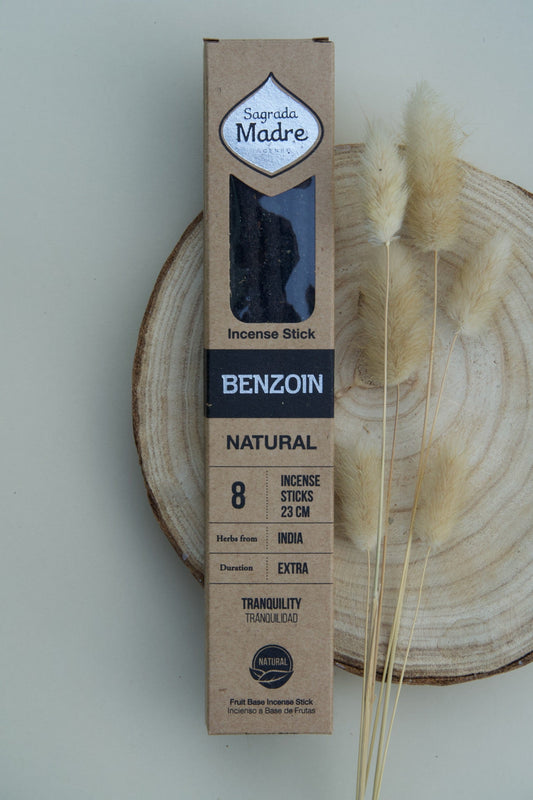 Sagrada
Madre
Incense Stick
BENZOIN
NATURAL
8
INCENSE
STICKS
23 CM
Herbs from
INDIA
Duration
EXTRA
TRANQUILITY
TRANQUILIDAD
NATURAL
Fruit Base Incense Stick
Incienso a Base de Frutas